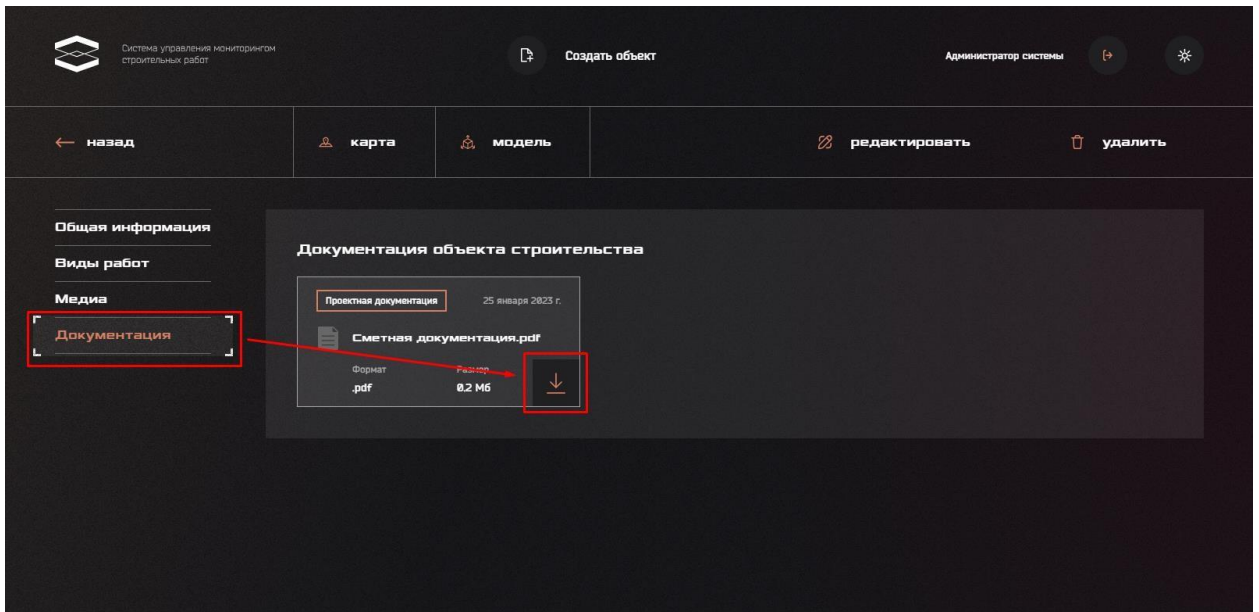 Система управления мониторингом
строительных работ
Создать объект
Администратор системы
назад
карта
модель
редактировать
удалить
Общая информация
Виды работ
Медиа
Документация
Документация объекта строительства
Проектная документация
25 января 2023 г.
Сметная документация.pdf
Формат
Размер
.pdf
0.2 Мб